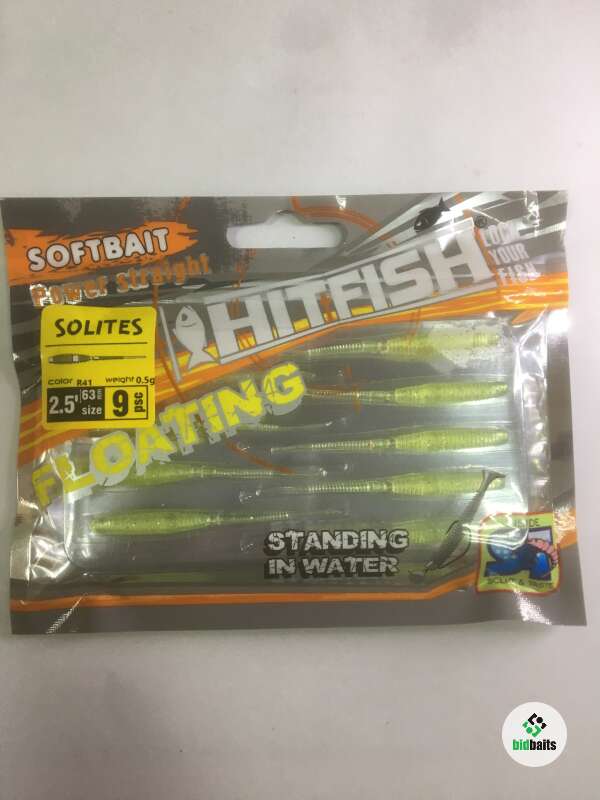 SOFTBAIT
Power Straight
HITFISH®
LOCK
YOUR
FISH
SOLITES
color R41 weight 0,5g
2.5" 63 mm size 9 psc
FLOATING
STANDING
IN WATER
bidbaits